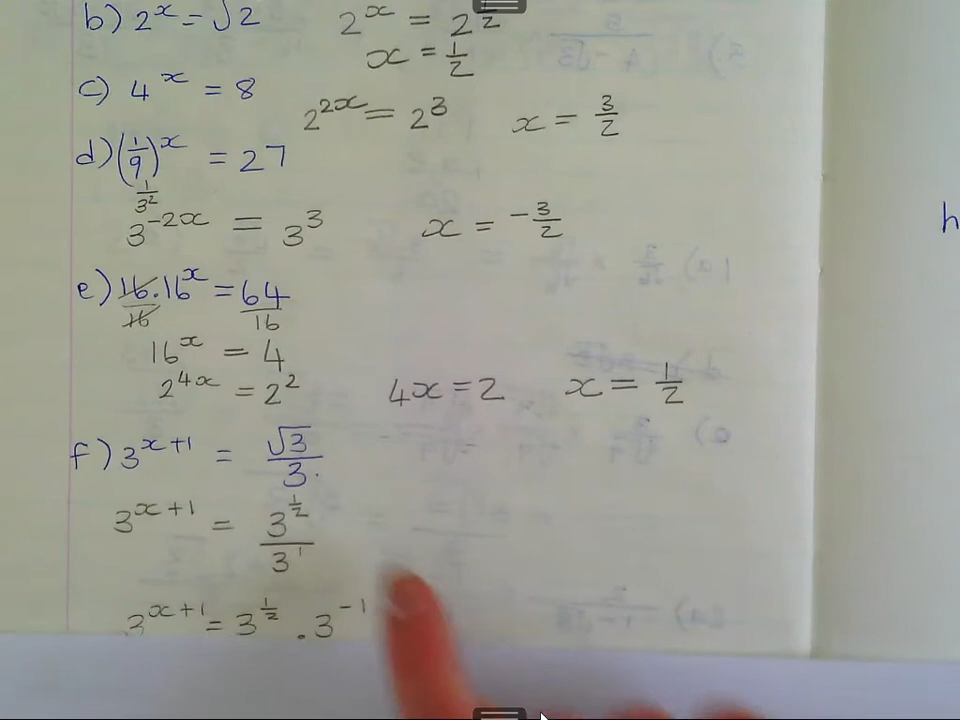 b) 2^x = √2 2^x = 2^(1/2)
x = 1/2
c) 4^x = 8
2^(2x) = 2^3 x = 3/2
d) (1/9)^x = 27
1/3^2
3^(-2x) = 3^3 x = -3/2
e) 16.16^x = 64
16 16
16^x = 4
2^(4x) = 2^2 4x = 2 x = 1/2
f) 3^(x+1) = √3/3.
3^(x+1) = 3^(1/2)/3^1
3^(x+1) = 3^(1/2) . 3^(-1)
h